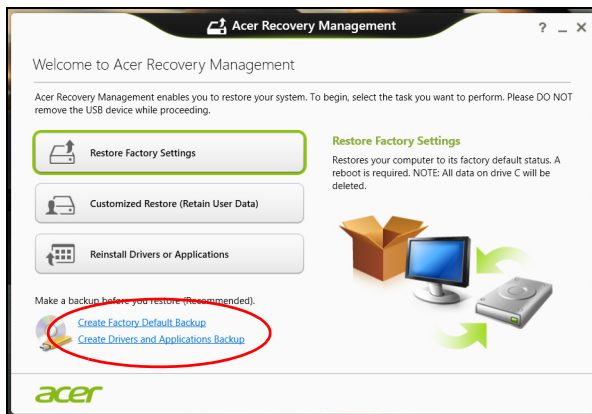 Acer Recovery Management
? _ X
Welcome to Acer Recovery Management
Acer Recovery Management enables you to restore your system. To begin, select the task you want to perform. Please DO NOT
remove the USB device while proceeding.
Restore Factory Settings
Customized Restore (Retain User Data)
Reinstall Drivers or Applications
Restore Factory Settings
Restores your computer to its factory default status. A
reboot is required. NOTE: All data on drive C will be
deleted.
Make a backup before you restore (Recommended).
Create Factory Default Backup
Create Drivers and Applications Backup
acer